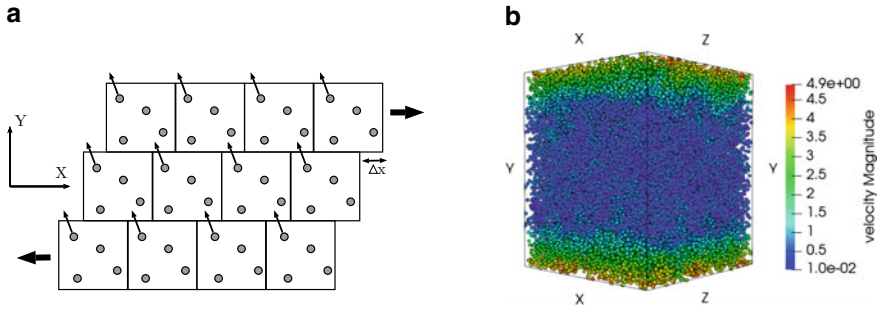 a
Y
X
Δx
b
X
Z
Y
Y
X
Z
4.9e+00
4.5
4
3.5
3
2.5
2
1.5
1
0.5
1.0e-02
velocity Magnitude